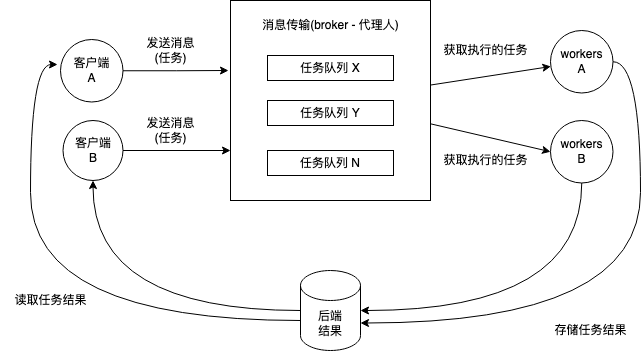 消息传输(broker - 代理人)
任务队列 X
任务队列 Y
任务队列 N
客户端
A
发送消息
(任务)
客户端
B
发送消息
(任务)
获取执行的任务
获取执行的任务
workers
A
workers
B
读取任务结果
后端
结果
存储任务结果